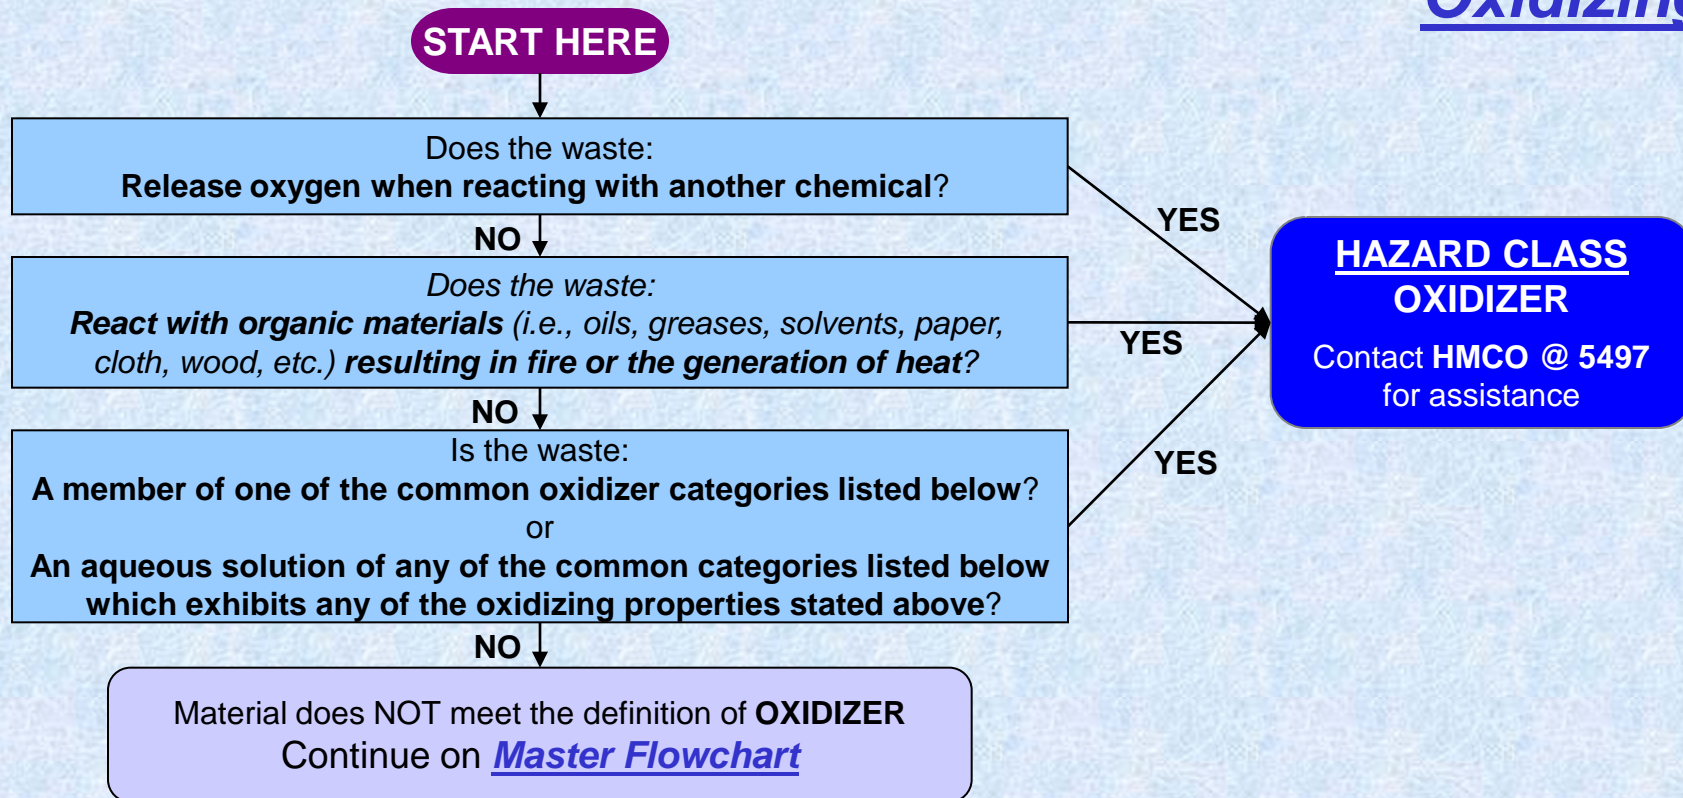 START HERE
Does the waste:
Release oxygen when reacting with another chemical?
YES
NO
HAZARD CLASS
OXIDIZER
Contact HMCO @ 5497
for assistance
Does the waste:
React with organic materials (i.e., oils, greases, solvents, paper,
cloth, wood, etc.) resulting in fire or the generation of heat?
YES
NO
Is the waste:
A member of one of the common oxidizer categories listed below?
or
An aqueous solution of any of the common categories listed below
which exhibits any of the oxidizing properties stated above?
YES
NO
Material does NOT meet the definition of OXIDIZER
Continue on Master Flowchart